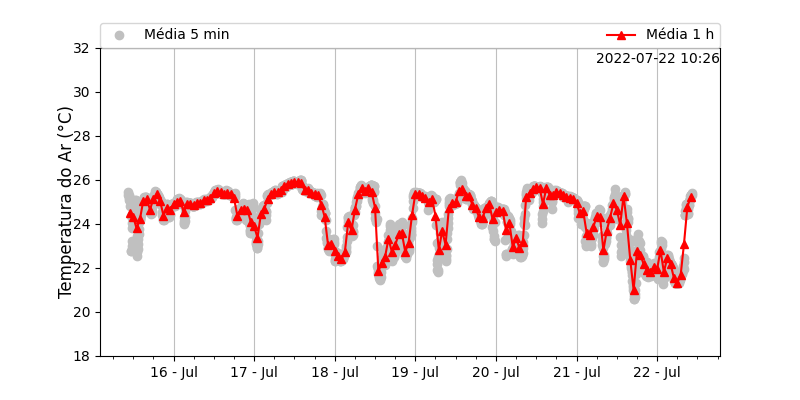 Média 5 min
Média 1 h
2022-07-22 10:26
Temperatura do Ar (°C)
32
30
28
26
24
22
20
18
16 - Jul
17 - Jul
18 - Jul
19 - Jul
20 - Jul
21 - Jul
22 - Jul